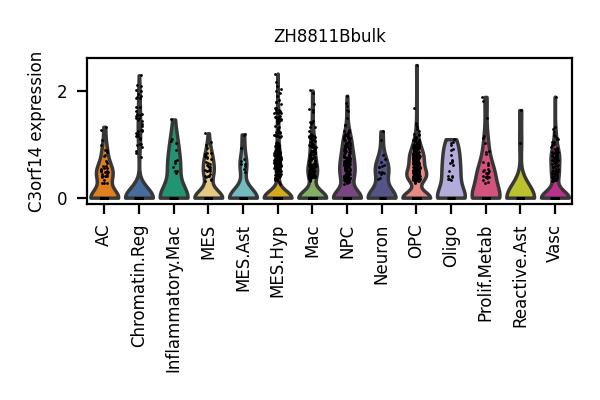 ZH8811Bbulk
C3orf14 expression
2
0
AC
Chromatin.Reg
Inflammatory.Mac
MES
MES.Ast
MES.Hyp
Mac
NPC
Neuron
OPC
Oligo
Prolif.Metab
Reactive.Ast
Vasc